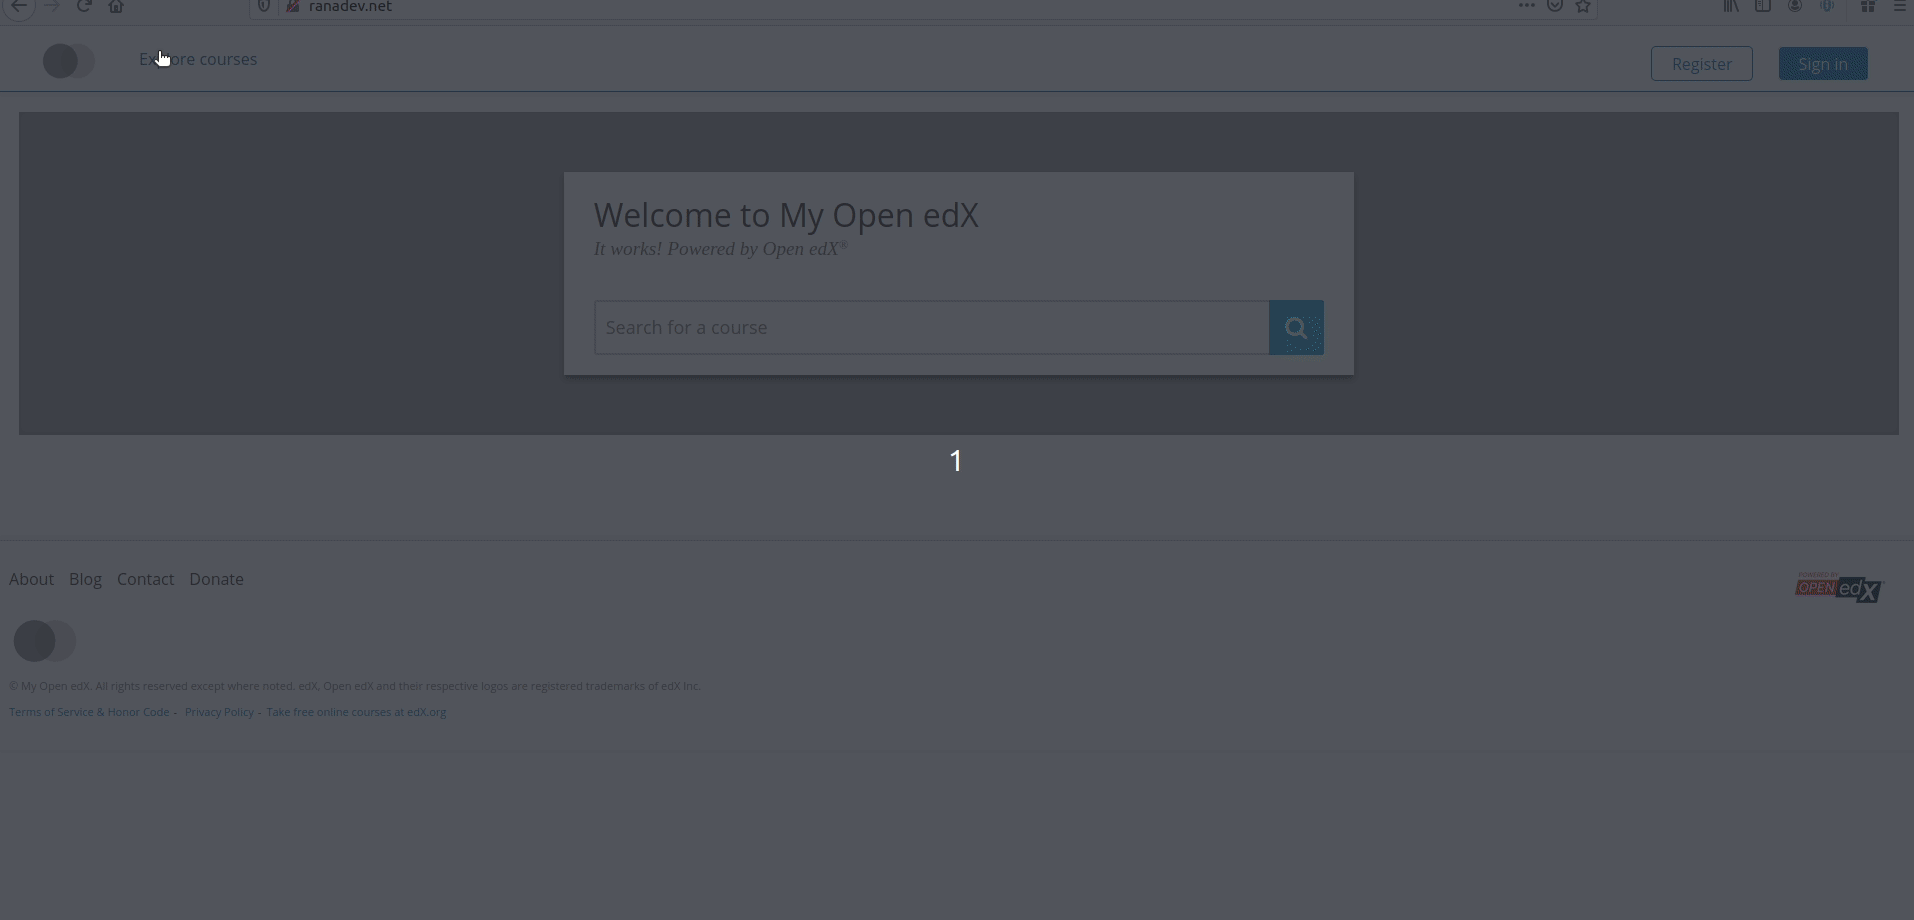 ranadev.net
Explore courses
Register
Sign in
Welcome to My Open edX
It works! Powered by Open edX®
Search for a course
1
About Blog Contact Donate
POWERED BY
OPEN edX
© My Open edX. All rights reserved except where noted. edX, Open edX and their respective logos are registered trademarks of edX Inc.
Terms of Service & Honor Code - Privacy Policy - Take free online courses at edX.org